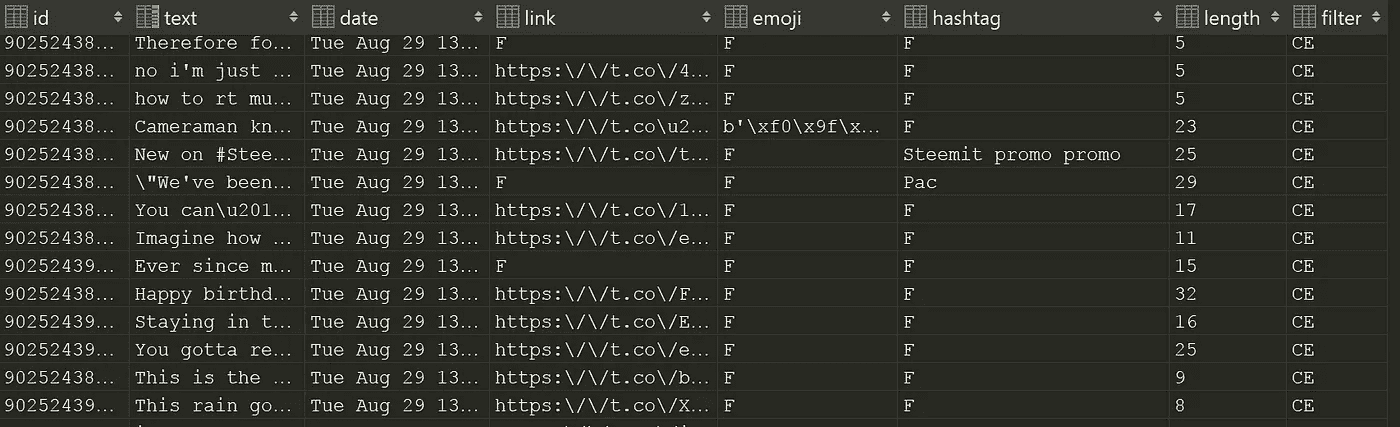 id text date link emoji hashtag length filter
90252438... Therefore fo... Tue Aug 29 13... F F F 5 CE
90252438... no i'm just ... Tue Aug 29 13... https:\/\/t.co\/4... F F 5 CE
90252438... how to rt mu... Tue Aug 29 13... https:\/\/t.co\/z... F F 5 CE
90252438... Cameraman kn... Tue Aug 29 13... https:\/\/t.co\u2... b'\xf0\x9f\x... F 23 CE
90252438... New on #Stee... Tue Aug 29 13... https:\/\/t.co\/t... F Steemit promo promo 25 CE
90252438... \"We've been... Tue Aug 29 13... F F Pac 29 CE
90252438... You can\u201... Tue Aug 29 13... https:\/\/t.co\/1... F F 17 CE
90252438... Imagine how ... Tue Aug 29 13... https:\/\/t.co\/e... F F 11 CE
90252439... Ever since m... Tue Aug 29 13... F F F 15 CE
90252438... Happy birthd... Tue Aug 29 13... https:\/\/t.co\/F... F F 32 CE
90252439... Staying in t... Tue Aug 29 13... https:\/\/t.co\/E... F F 16 CE
90252439... You gotta re... Tue Aug 29 13... https:\/\/t.co\/e... F F 25 CE
90252438... This is the ... Tue Aug 29 13... https:\/\/t.co\/b... F F 9 CE
90252439... This rain go... Tue Aug 29 13... https:\/\/t.co\/X... F F 8 CE